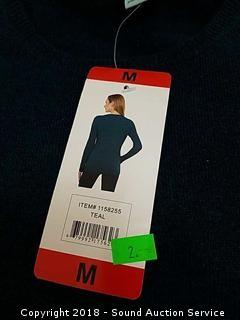 M
ITEM# 1158255
TEAL
2.
M
Copyright 2018 - Sound Auction Service